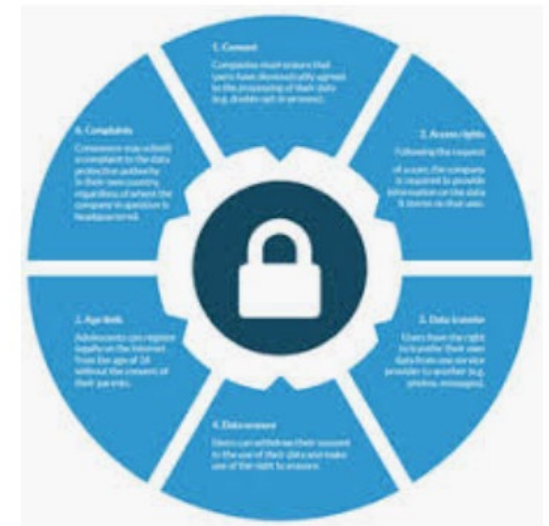 1. Consent
Companies must ensure that
users have demonstrably agreed
to the processing of their data
(e.g. double opt-in process).
2. Access rights
Following the request
of access, the company
is required to provide
information on the data
it stores on that user.
3. Data transfer
Users have the right
to transfer their own
data from one service
provider to another (e.g.
photos, messages).
4. Data erasure
Users can withdraw their consent
to the use of their data and make
use of the right to erasure.
Age limits
Adolescents can register
legally on the Internet
from the age of 16
without the consent of
their parents.
6. Complaints
Consumers may submit
a complaint to the data
protection authority
in their own country,
regardless of where the
company in question is
headquartered.